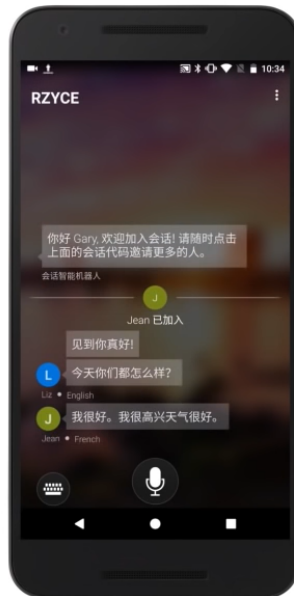 10:34
RZYCE
你好 Gary, 欢迎加入会话! 请随时点击
上面的会话代码邀请更多的人。
会话智能机器人
J
Jean 已加入
见到你真好!
L 今天你们都怎么样?
Liz • English
J 我很好。我很高兴天气很好。
Jean • French